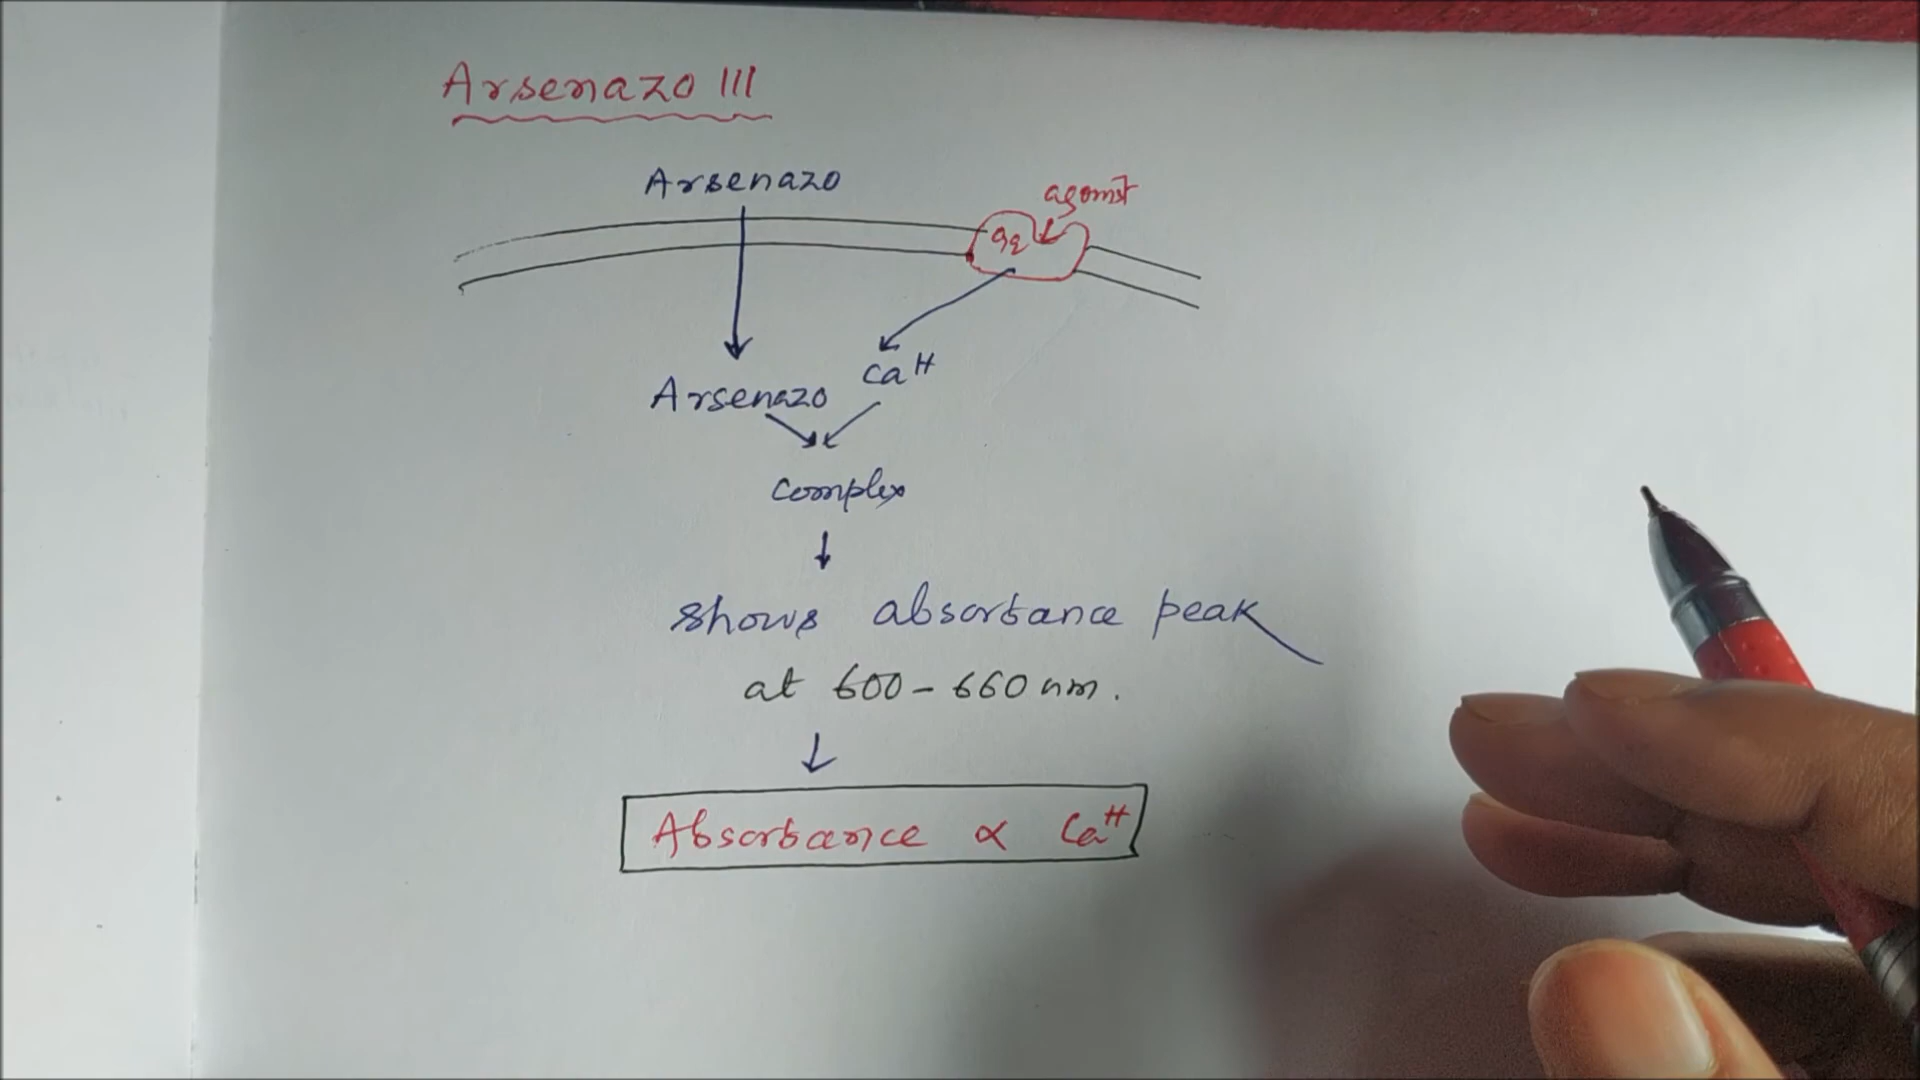 Arsenazo III
Arsenazo
agonist
Gq
Ca++
Arsenazo
complex
shows absorbance peak
at 600-660 nm.
Absorbance ∝ Ca++